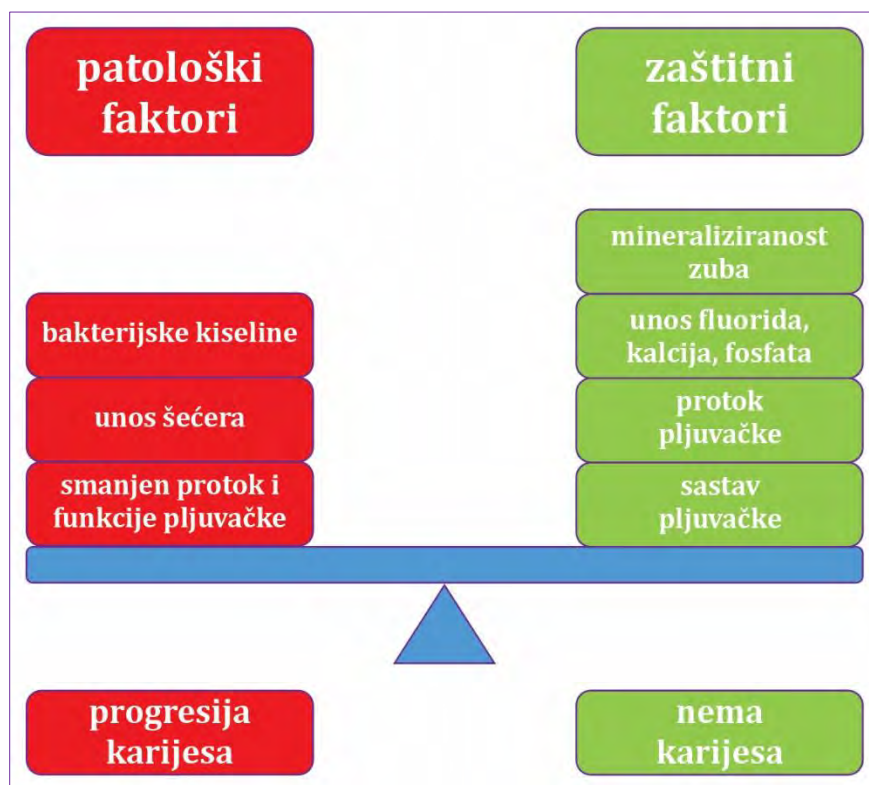 patološki
faktori
zaštitni
faktori
mineraliziranost
zuba
bakterijske kiseline
unos fluorida,
kalcija, fosfata
unos šećera
protok
pljuvačke
smanjen protok i
funkcije pljuvačke
sastav
pljuvačke
progresija
karijesa
nema
karijesa